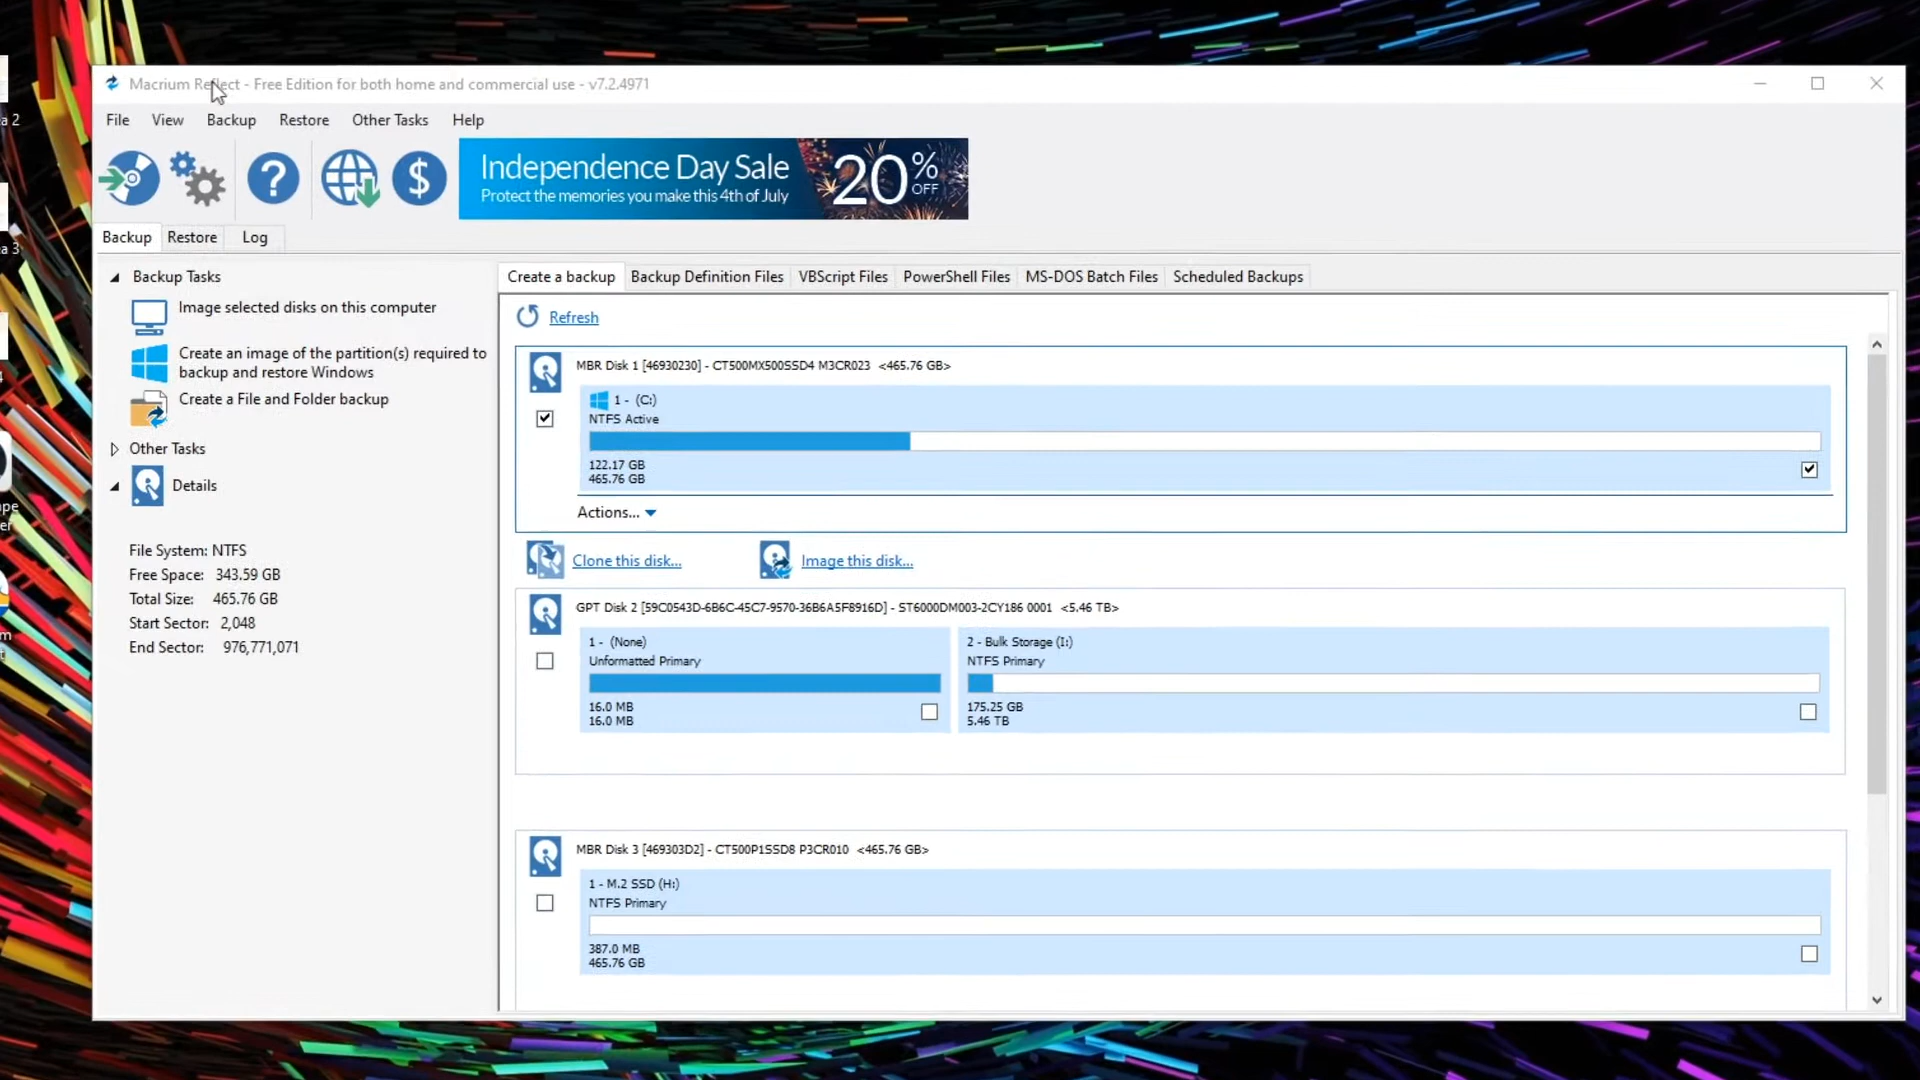 Macrium Reflect - Free Edition for both home and commercial use - v7.2.4971
File View Backup Restore Other Tasks Help
Independence Day Sale
Protect the memories you make this 4th of July
20% OFF
Backup Restore Log
Backup Tasks
Image selected disks on this computer
Create an image of the partition(s) required to
backup and restore Windows
Create a File and Folder backup
Other Tasks
Details
File System: NTFS
Free Space: 343.59 GB
Total Size: 465.76 GB
Start Sector: 2,048
End Sector: 976,771,071
Create a backup Backup Definition Files VBScript Files PowerShell Files MS-DOS Batch Files Scheduled Backups
Refresh
MBR Disk 1 [46930230] - CT500MX500SSD4 M3CR023 <465.76 GB>
1 - (C:)
NTFS Active
122.17 GB
465.76 GB
Actions...
Clone this disk... Image this disk...
GPT Disk 2 [59C0543D-6B6C-45C7-9570-36B6A5F8916D] - ST6000DM003-2CY186 0001 <5.46 TB>
1 - (None)
Unformatted Primary
16.0 MB
16.0 MB
2 - Bulk Storage (I:)
NTFS Primary
175.25 GB
5.46 TB
MBR Disk 3 [469303D2] - CT500P1SSD8 P3CR010 <465.76 GB>
1 - M.2 SSD (H:)
NTFS Primary
387.0 MB
465.76 GB
a 2
a 3